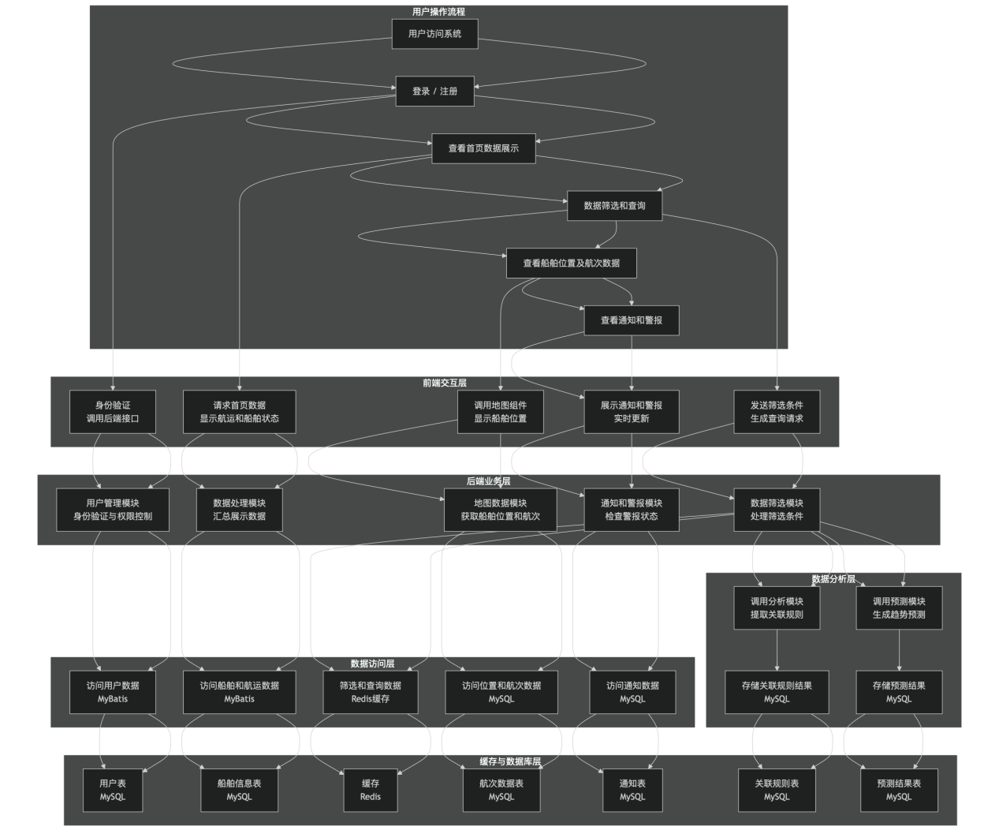 用户操作流程
用户访问系统
登录 / 注册
查看首页数据展示
数据筛选和查询
查看船舶位置及航次数据
查看通知和警报
前端交互层
身份验证
调用后端接口
请求首页数据
显示航运和船舶状态
调用地图组件
显示船舶位置
展示通知和警报
实时更新
发送筛选条件
生成查询请求
后端业务层
用户管理模块
身份验证与权限控制
数据处理模块
汇总展示数据
地图数据模块
获取船舶位置和航次
通知和警报模块
检查警报状态
数据筛选模块
处理筛选条件
数据分析层
调用分析模块
提取关联规则
调用预测模块
生成趋势预测
数据访问层
访问用户数据
MyBatis
访问船舶和航运数据
MyBatis
筛选和查询数据
Redis缓存
访问位置和航次数据
MySQL
访问通知数据
MySQL
存储关联规则结果
MySQL
存储预测结果
MySQL
缓存与数据库层
用户表
MySQL
船舶信息表
MySQL
缓存
Redis
航次数据表
MySQL
通知表
MySQL
关联规则表
MySQL
预测结果表
MySQL